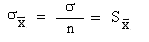 σx̅ = σ/n = Sx̅